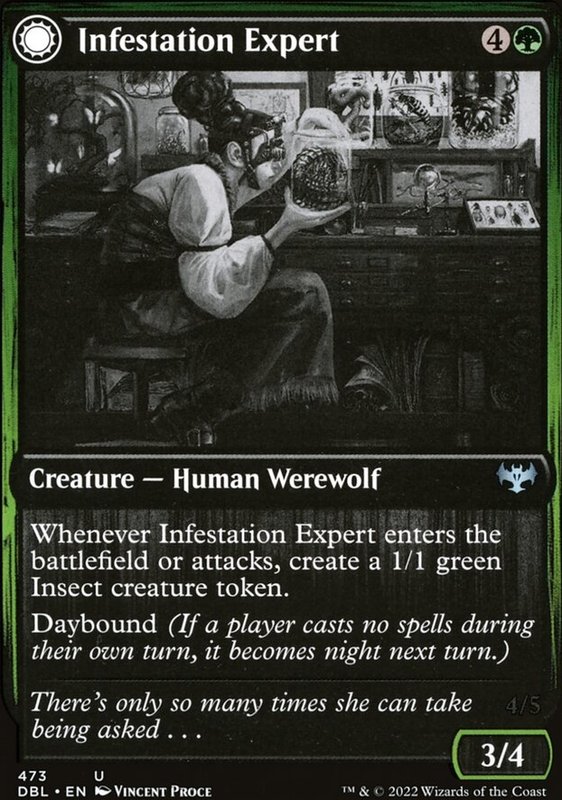 Infestation Expert 4
Creature — Human Werewolf
Whenever Infestation Expert enters the
battlefield or attacks, create a 1/1 green
Insect creature token.
Daybound (If a player casts no spells during
their own turn, it becomes night next turn.)
There's only so many times she can take
being asked . . .
4/5
3/4
473 U
DBL • EN Vincent Proce
™ & © 2022 Wizards of the Coast